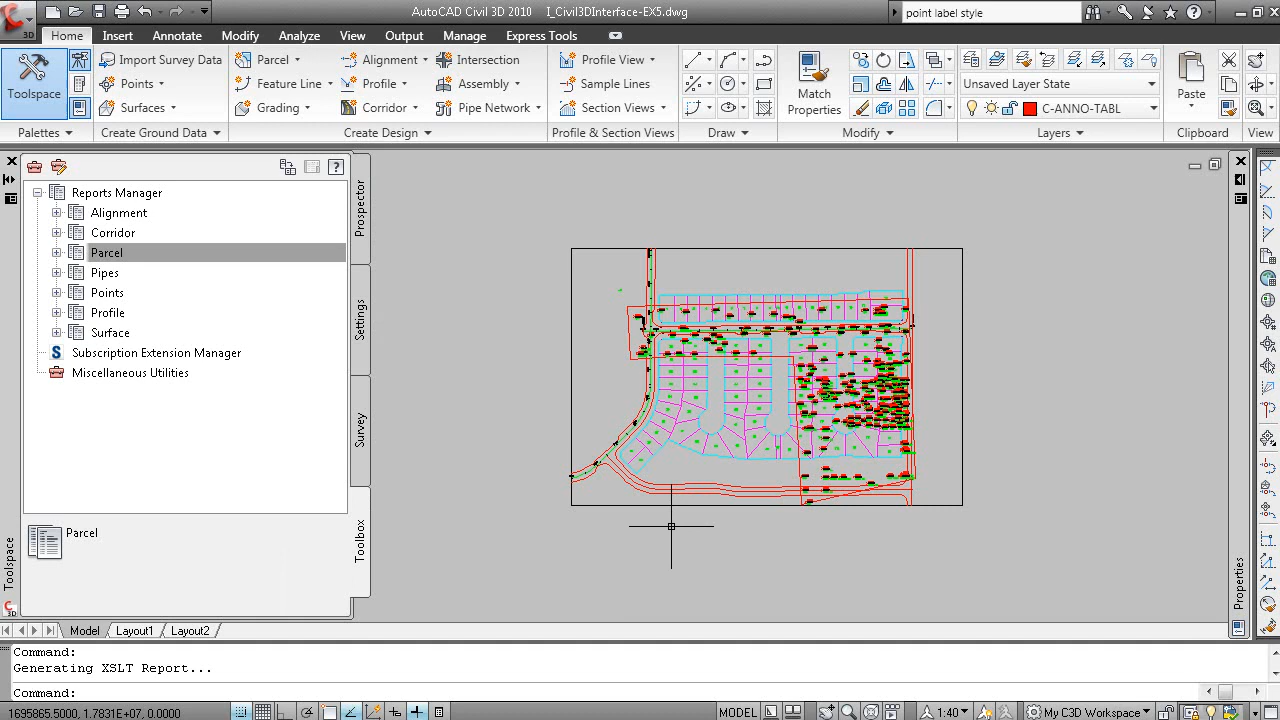 AutoCAD Civil 3D 2010 I_Civil3DInterface-EX5.dwg
point label style
3D
Home Insert Annotate Modify Analyze View Output Manage Express Tools
Toolspace
Import Survey Data
Points
Surfaces
Parcel
Feature Line
Grading
Alignment
Profile
Corridor
Intersection
Assembly
Pipe Network
Profile View
Sample Lines
Section Views
Match
Properties
Unsaved Layer State
C-ANNO-TABL
Paste
Palettes Create Ground Data Create Design Profile & Section Views Draw Modify Layers Clipboard View
Reports Manager
Alignment
Corridor
Parcel
Pipes
Points
Profile
Surface
Subscription Extension Manager
Miscellaneous Utilities
Prospector
Settings
Survey
Toolbox
Parcel
Toolspace
3D
Properties
Model Layout1 Layout2
Command:
Generating XSLT Report...
Command:
1695865.5000, 1.7831E+07, 0.0000
MODEL
1:40
My C3D Workspace